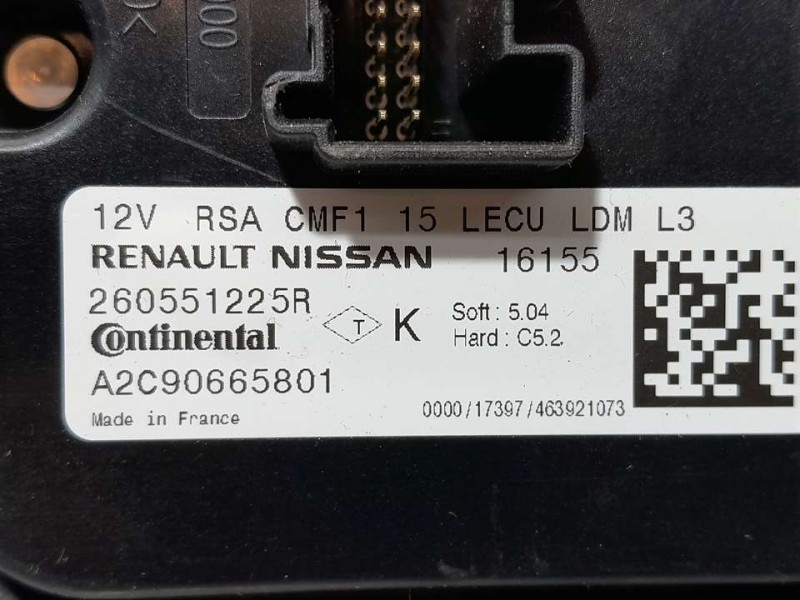 000
12V RSA CMF1 15 LECU LDM L3
RENAULT NISSAN 16155
260551225R
Continental T K Soft : 5.04
Hard : C5.2
A2C90665801
Made in France 0000/17397/463921073